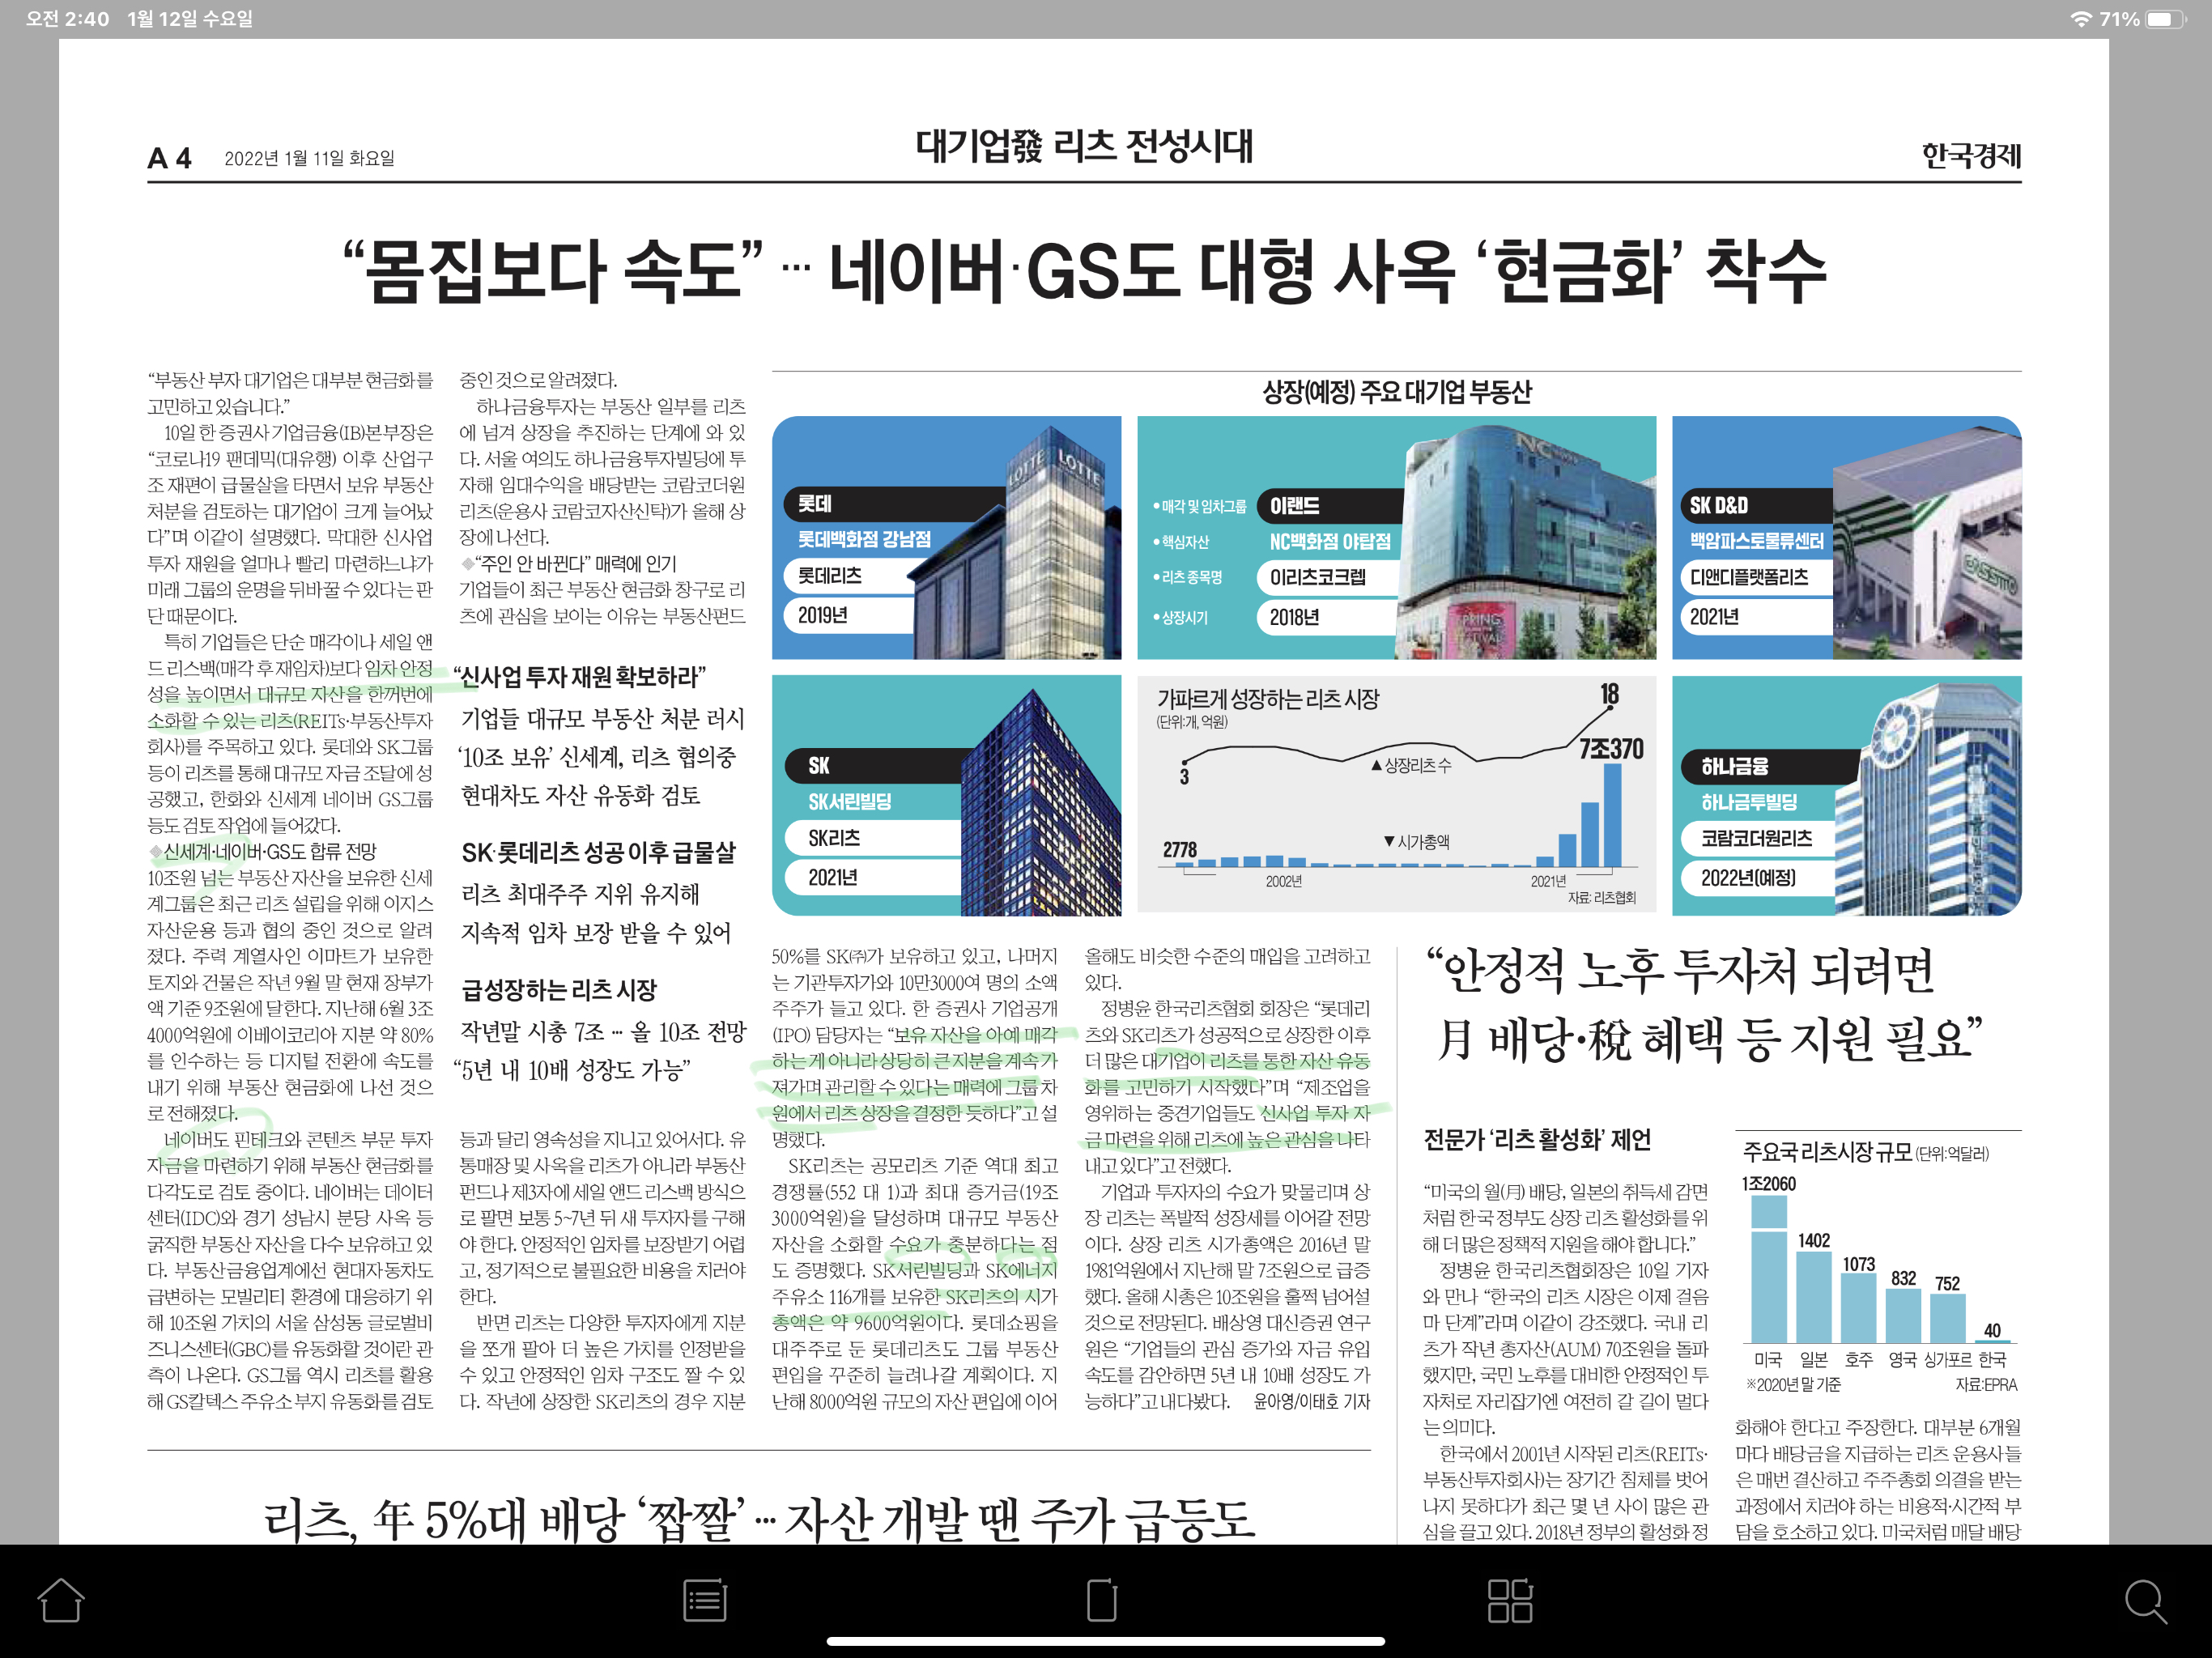 오전 2:40 1월 12일 수요일
71%
A 4 2022년 1월 11일 화요일
대기업發 리츠 전성시대
한국경제
“몸집보다 속도” … 네이버·GS도 대형 사옥 ‘현금화’ 착수
“부동산 부자 대기업은 대부분 현금화를
고민하고 있습니다.”
10일 한 증권사 기업금융(IB)본부장은
“코로나19 팬데믹(대유행) 이후 산업구
조 재편이 급물살을 타면서 보유 부동산
처분을 검토하는 대기업이 크게 늘어났
다”며 이같이 설명했다. 막대한 신사업
투자 재원을 얼마나 빨리 마련하느냐가
미래 그룹의 운명을 뒤바꿀 수 있다는 판
단 때문이다.
특히 기업들은 단순 매각이나 세일 앤
드 리스백(매각 후 재임차)보다 임차 안정
성을 높이면서 대규모 자산을 한꺼번에
소화할 수 있는 리츠(REITs·부동산투자
회사)를 주목하고 있다. 롯데와 SK그룹
등이 리츠를 통해 대규모 자금 조달에 성
공했고, 한화와 신세계 네이버 GS그룹
등도 검토 작업에 들어갔다.
◆신세계·네이버·GS도 합류 전망
10조원 넘는 부동산 자산을 보유한 신세
계그룹은 최근 리츠 설립을 위해 이지스
자산운용 등과 협의 중인 것으로 알려
졌다. 주력 계열사인 이마트가 보유한
토지와 건물은 작년 9월 말 현재 장부가
액 기준 9조원에 달한다. 지난해 6월 3조
4000억원에 이베이코리아 지분 약 80%
를 인수하는 등 디지털 전환에 속도를
내기 위해 부동산 현금화에 나선 것으
로 전해졌다.
네이버도 핀테크와 콘텐츠 부문 투자
자금을 마련하기 위해 부동산 현금화를
다각도로 검토 중이다. 네이버는 데이터
센터(IDC)와 경기 성남시 분당 사옥 등
굵직한 부동산 자산을 다수 보유하고 있
다. 부동산금융업계에선 현대자동차도
급변하는 모빌리티 환경에 대응하기 위
해 10조원 가치의 서울 삼성동 글로벌비
즈니스센터(GBC)를 유동화할 것이란 관
측이 나온다. GS그룹 역시 리츠를 활용
해 GS칼텍스 주유소 부지 유동화를 검토
중인 것으로 알려졌다.
하나금융투자는 부동산 일부를 리츠
에 넘겨 상장을 추진하는 단계에 와 있
다. 서울 여의도 하나금융투자빌딩에 투
자해 임대수익을 배당받는 코람코더원
리츠(운용사 코람코자산신탁)가 올해 상
장에 나선다.
◆“주인 안 바뀐다” 매력에 인기
기업들이 최근 부동산 현금화 창구로 리
츠에 관심을 보이는 이유는 부동산펀드
“신사업 투자 재원 확보하라”
기업들 대규모 부동산 처분 러시
‘10조 보유’ 신세계, 리츠 협의중
현대차도 자산 유동화 검토
SK·롯데리츠 성공 이후 급물살
리츠 최대주주 지위 유지해
지속적 임차 보장 받을 수 있어
급성장하는 리츠 시장
작년말 시총 7조 … 올 10조 전망
“5년 내 10배 성장도 가능”
등과 달리 영속성을 지니고 있어서다. 유
통매장 및 사옥을 리츠가 아니라 부동산
펀드나 제3자에 세일 앤드 리스백 방식으
로 팔면 보통 5~7년 뒤 새 투자자를 구해
야 한다. 안정적인 임차를 보장받기 어렵
고, 정기적으로 불필요한 비용을 치러야
한다.
반면 리츠는 다양한 투자자에게 지분
을 쪼개 팔아 더 높은 가치를 인정받을
수 있고 안정적인 임차 구조도 짤 수 있
다. 작년에 상장한 SK리츠의 경우 지분
상장(예정) 주요 대기업 부동산
롯데
롯데백화점 강남점
롯데리츠
2019년
LOTTE LOTTE
• 매각 및 임차그룹 이랜드
• 핵심자산 NC백화점 야탑점
• 리츠 종목명 이리츠코크렙
• 상장시기 2018년
NC
SPRING
FESTIVAL
SK D&D
백암파스토물류센터
디앤디플랫폼리츠
2021년
SK
SK서린빌딩
SK리츠
2021년
가파르게 성장하는 리츠 시장
(단위:개, 억원)
18
7조370
3
▲상장리츠 수
▼시가총액
2778
2002년 2021년
자료: 리츠협회
하나금융
하나금투빌딩
코람코더원리츠
2022년(예정)
50%를 SK㈜가 보유하고 있고, 나머지
는 기관투자가와 10만3000여 명의 소액
주주가 들고 있다. 한 증권사 기업공개
(IPO) 담당자는 “보유 자산을 아예 매각
하는 게 아니라 상당히 큰 지분을 계속 가
져가며 관리할 수 있다는 매력에 그룹 차
원에서 리츠 상장을 결정한 듯하다”고 설
명했다.
SK리츠는 공모리츠 기준 역대 최고
경쟁률(552 대 1)과 최대 증거금(19조
3000억원)을 달성하며 대규모 부동산
자산을 소화할 수요가 충분하다는 점
도 증명했다. SK서린빌딩과 SK에너지
주유소 116개를 보유한 SK리츠의 시가
총액은 약 9600억원이다. 롯데쇼핑을
대주주로 둔 롯데리츠도 그룹 부동산
편입을 꾸준히 늘려나갈 계획이다. 지
난해 8000억원 규모의 자산 편입에 이어
올해도 비슷한 수준의 매입을 고려하고
있다.
정병윤 한국리츠협회 회장은 “롯데리
츠와 SK리츠가 성공적으로 상장한 이후
더 많은 대기업이 리츠를 통한 자산 유동
화를 고민하기 시작했다”며 “제조업을
영위하는 중견기업들도 신사업 투자 자
금 마련을 위해 리츠에 높은 관심을 나타
내고 있다”고 전했다.
기업과 투자자의 수요가 맞물리며 상
장 리츠는 폭발적 성장세를 이어갈 전망
이다. 상장 리츠 시가총액은 2016년 말
1981억원에서 지난해 말 7조원으로 급증
했다. 올해 시총은 10조원을 훌쩍 넘어설
것으로 전망된다. 배상영 대신증권 연구
원은 “기업들의 관심 증가와 자금 유입
속도를 감안하면 5년 내 10배 성장도 가
능하다”고 내다봤다. 윤아영/이태호 기자
“안정적 노후 투자처 되려면
月 배당·稅 혜택 등 지원 필요”
전문가 ‘리츠 활성화’ 제언
“미국의 월(月) 배당, 일본의 취득세 감면
처럼 한국 정부도 상장 리츠 활성화를 위
해 더 많은 정책적 지원을 해야 합니다.”
정병윤 한국리츠협회장은 10일 기자
와 만나 “한국의 리츠 시장은 이제 걸음
마 단계”라며 이같이 강조했다. 국내 리
츠가 작년 총자산(AUM) 70조원을 돌파
했지만, 국민 노후를 대비한 안정적인 투
자처로 자리잡기엔 여전히 갈 길이 멀다
는 의미다.
한국에서 2001년 시작된 리츠(REITs·
부동산투자회사)는 장기간 침체를 벗어
나지 못하다가 최근 몇 년 사이 많은 관
심을 끌고 있다. 2018년 정부의 활성화 정
주요국 리츠시장 규모 (단위:억달러)
1조2060
1402
1073
832
752
40
미국 일본 호주 영국 싱가포르 한국
※2020년 말 기준 자료:EPRA
화해야 한다고 주장한다. 대부분 6개월
마다 배당금을 지급하는 리츠 운용사들
은 매번 결산하고 주주총회 의결을 받는
과정에서 치러야 하는 비용적·시간적 부
담을 호소하고 있다. 미국처럼 매달 배당
리츠, 年 5%대 배당 ‘짭짤’ … 자산 개발 땐 주가 급등도